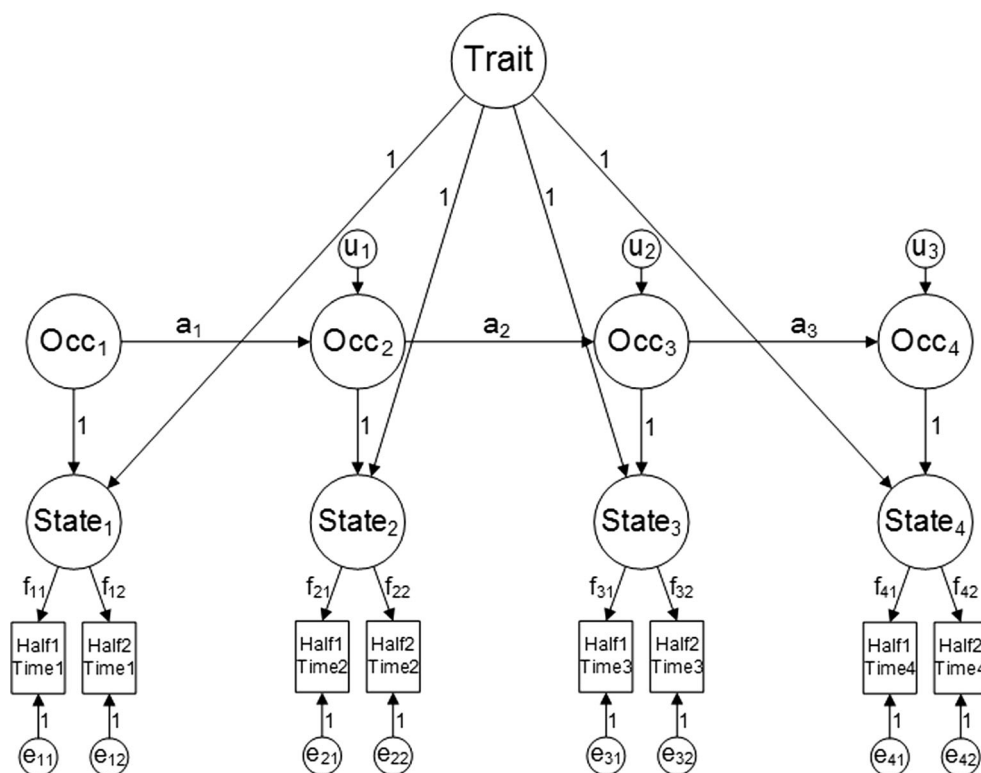 Trait
1 1 1 1
u₁ u₂ u₃
Occ₁ a₁ Occ₂ a₂ Occ₃ a₃ Occ₄
1 1 1 1
State₁ State₂ State₃ State₄
f₁₁ f₁₂ f₂₁ f₂₂ f₃₁ f₃₂ f₄₁ f₄₂
Half1 Half2 Half1 Half2 Half1 Half2 Half1 Half2
Time1 Time1 Time2 Time2 Time3 Time3 Time4 Time4
1 1 1 1 1 1 1 1
e₁₁ e₁₂ e₂₁ e₂₂ e₃₁ e₃₂ e₄₁ e₄₂